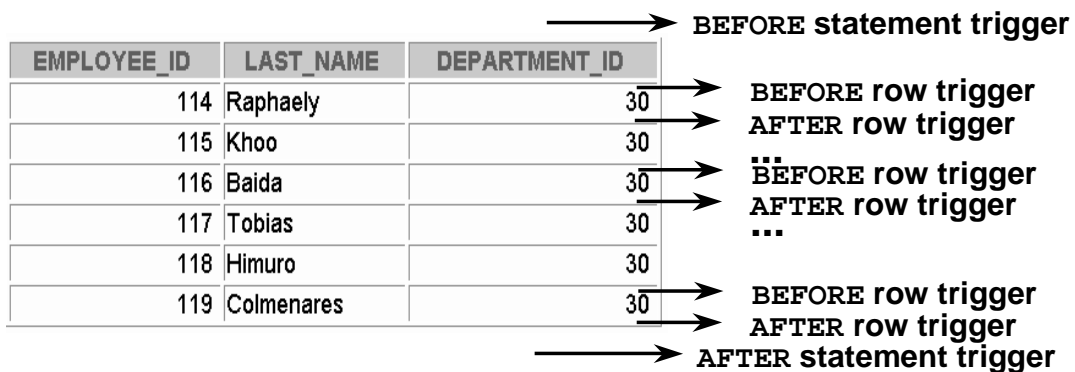 BEFORE statement trigger
EMPLOYEE_ID LAST_NAME DEPARTMENT_ID
114 Raphaely 30
BEFORE row trigger
AFTER row trigger
115 Khoo 30
...
116 Baida 30
BEFORE row trigger
AFTER row trigger
117 Tobias 30
...
118 Himuro 30
119 Colmenares 30
BEFORE row trigger
AFTER row trigger
AFTER statement trigger